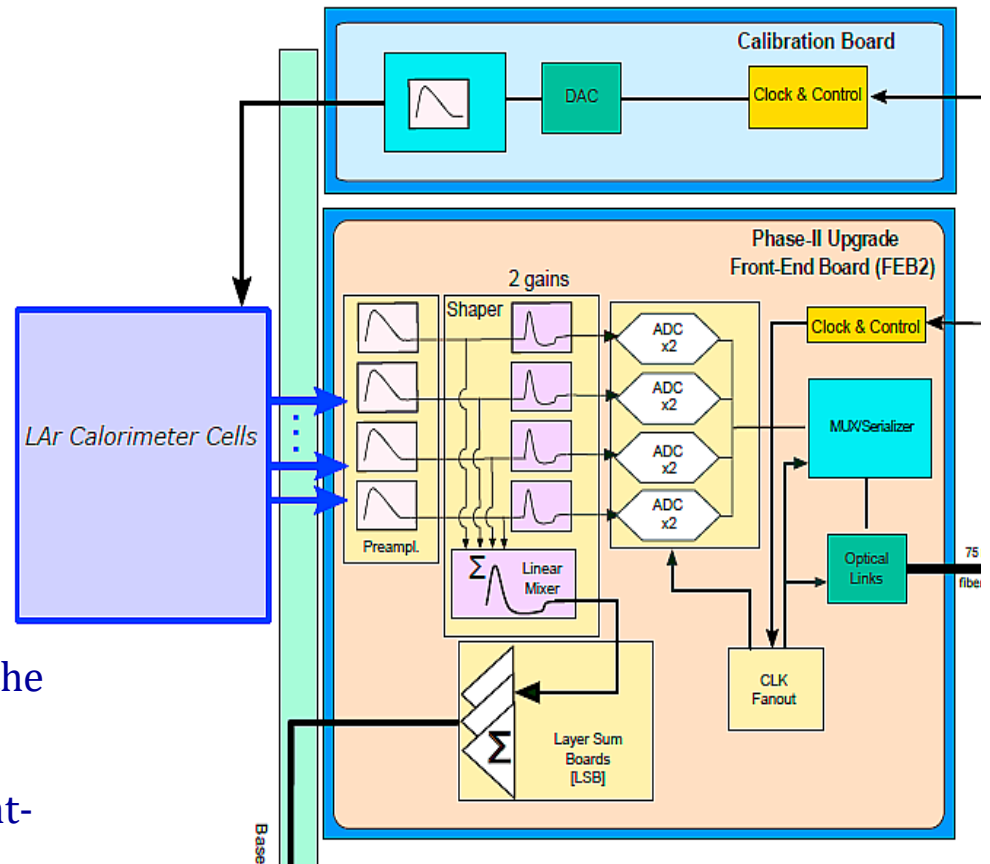 Calibration Board
DAC
Clock & Control
Phase-II Upgrade
Front-End Board (FEB2)
2 gains
Shaper
ADC
x2
ADC
x2
ADC
x2
ADC
x2
Clock & Control
MUX/Serializer
LAr Calorimeter Cells
Preampl.
Σ
Linear
Mixer
Optical
Links
75
fiber
CLK
Fanout
Σ
Layer Sum
Boards
[LSB]
he
nt-
Base